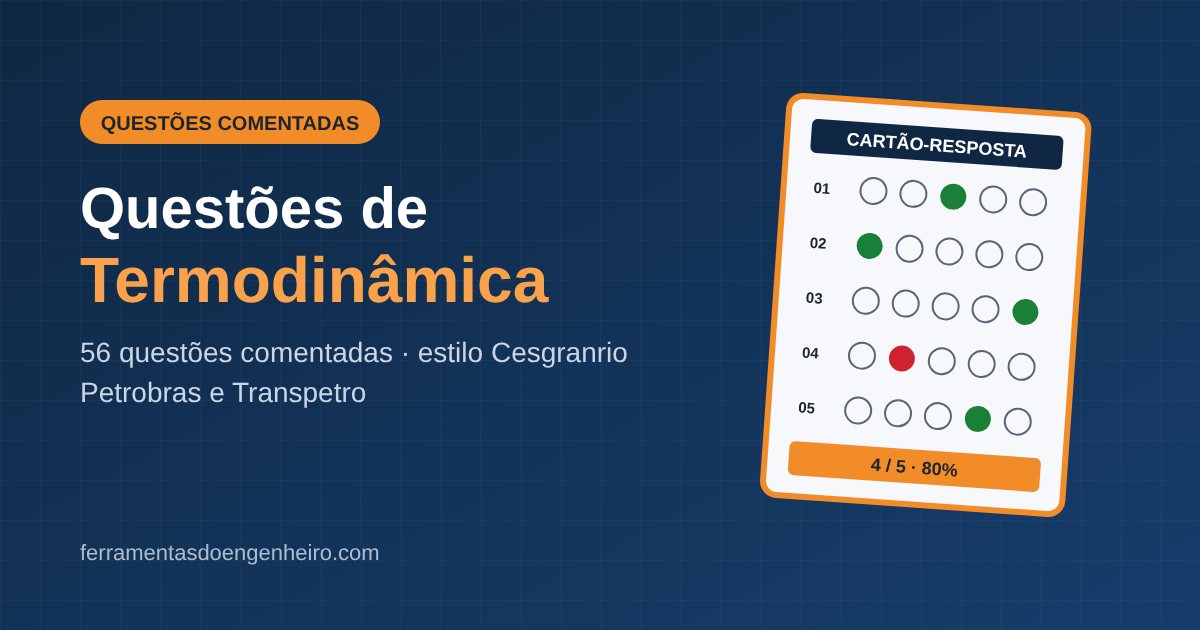 QUESTÕES COMENTADAS
Questões de
Termodinâmica
56 questões comentadas · estilo Cesgranrio
Petrobras e Transpetro
ferramentasdoengenheiro.com
CARTÃO-RESPOSTA
01
02
03
04
05
4 / 5 · 80%